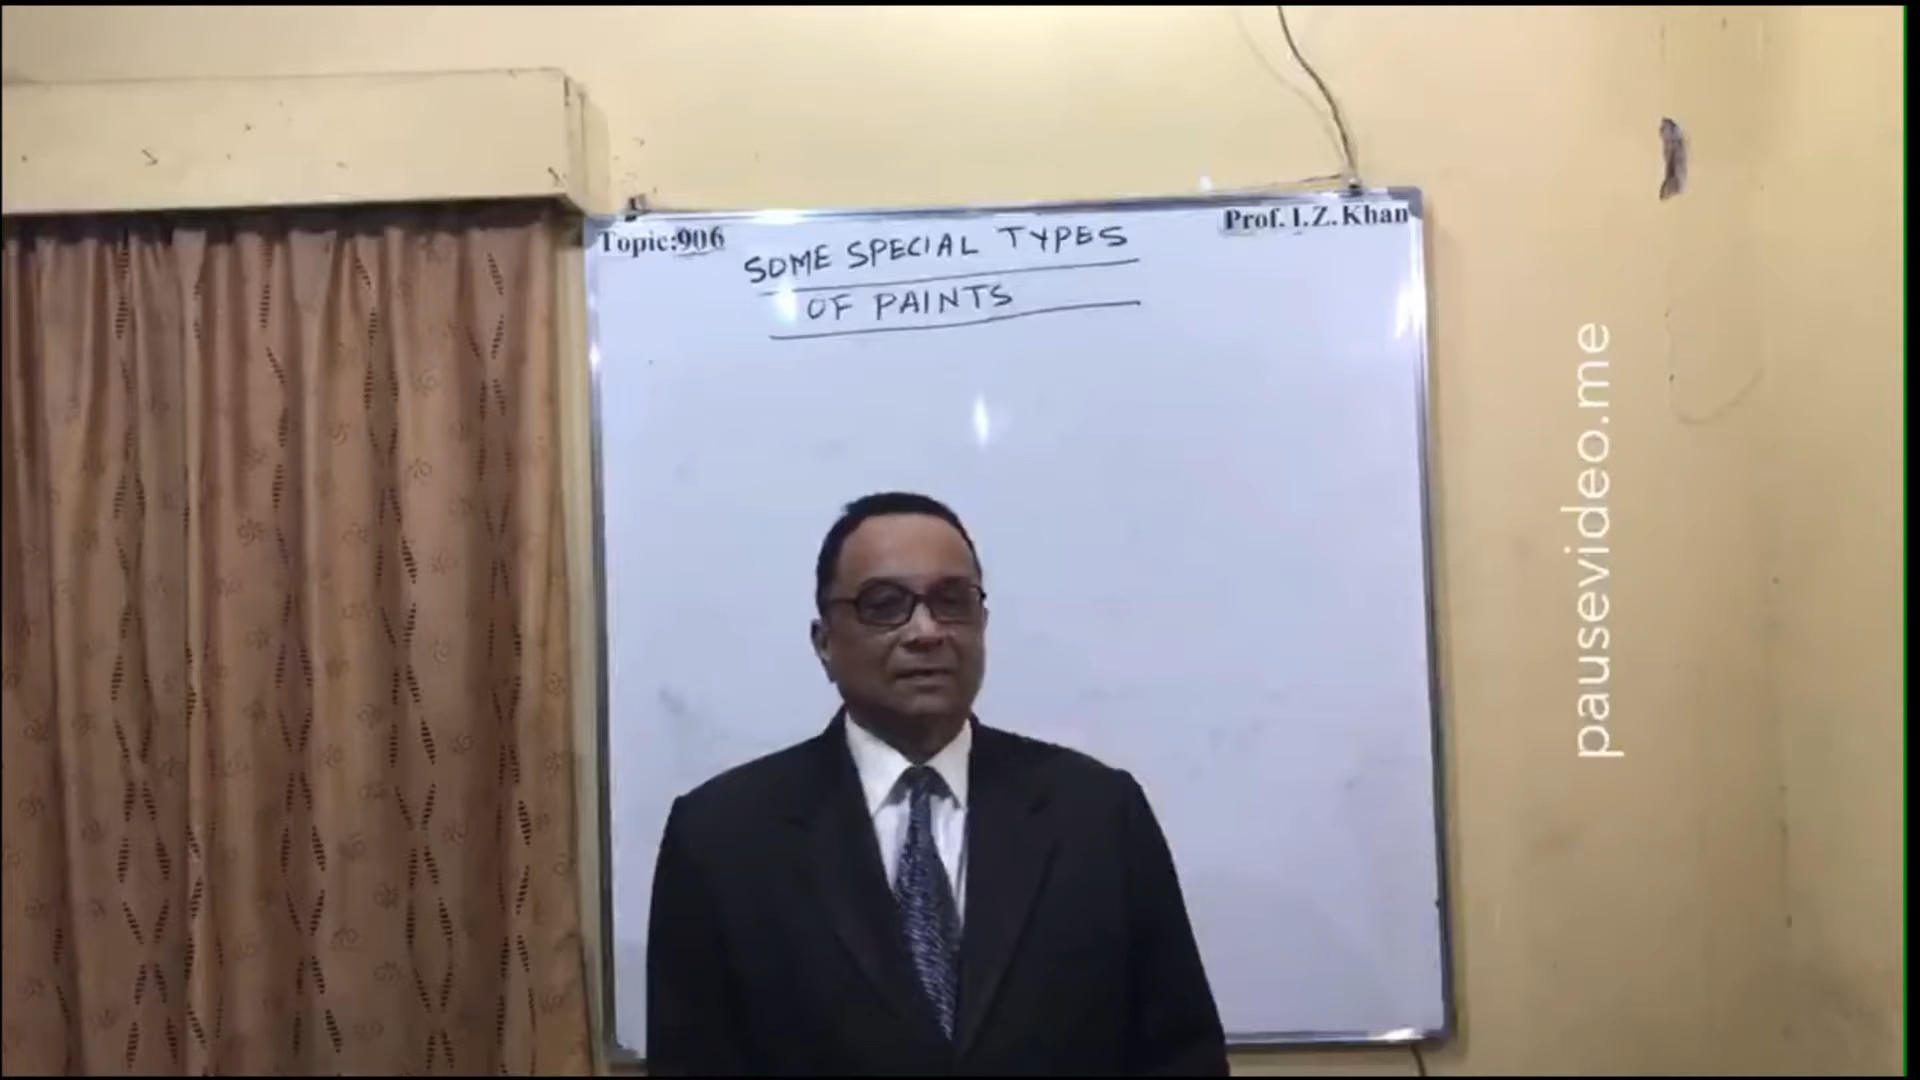 Topic:906
Prof. I.Z. Khan
SOME SPECIAL TYPES
OF PAINTS
pausevideo.me